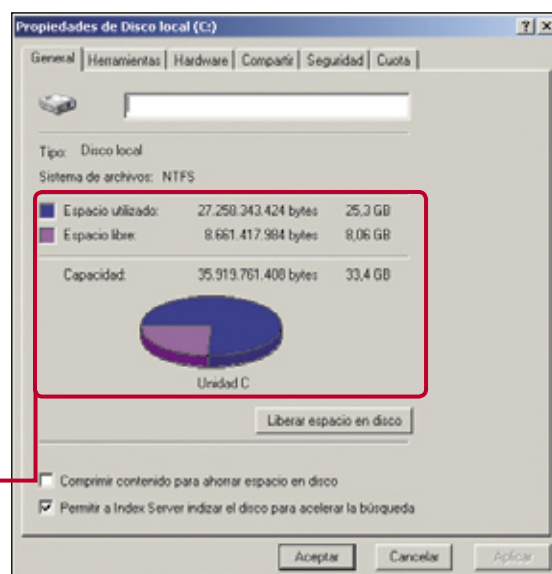 Propiedades de Disco local (C:)
General Herramientas Hardware Compartir Seguridad Cuota
Tipo: Disco local
Sistema de archivos: NTFS
Espacio utilizado: 27.258.343.424 bytes 25,3 GB
Espacio libre: 8.661.417.984 bytes 8,06 GB
Capacidad: 35.919.761.408 bytes 33,4 GB
Unidad C
Liberar espacio en disco
Comprimir contenido para ahorrar espacio en disco
Permitir a Index Server indizar el disco para acelerar la búsqueda
Aceptar Cancelar Aplicar